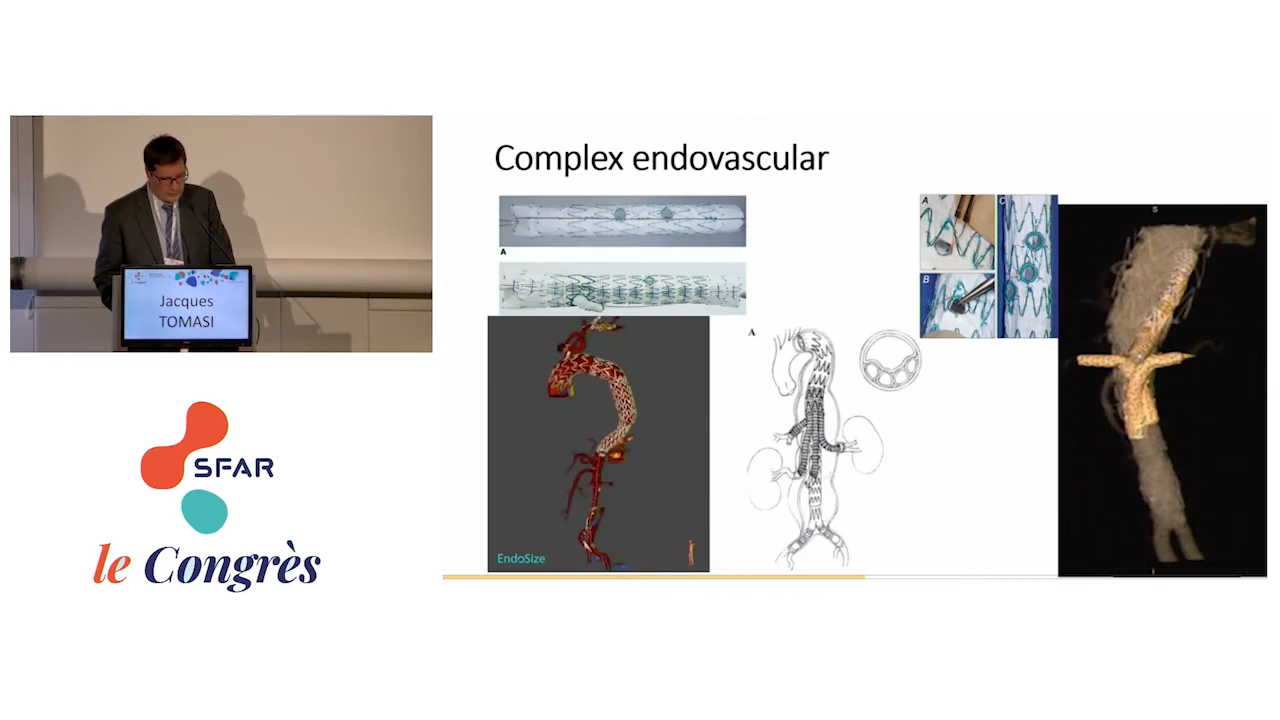 Complex endovascular
A
A
B
C
S
A
EndoSize
Jacques
TOMASI
SFAR
le Congrès